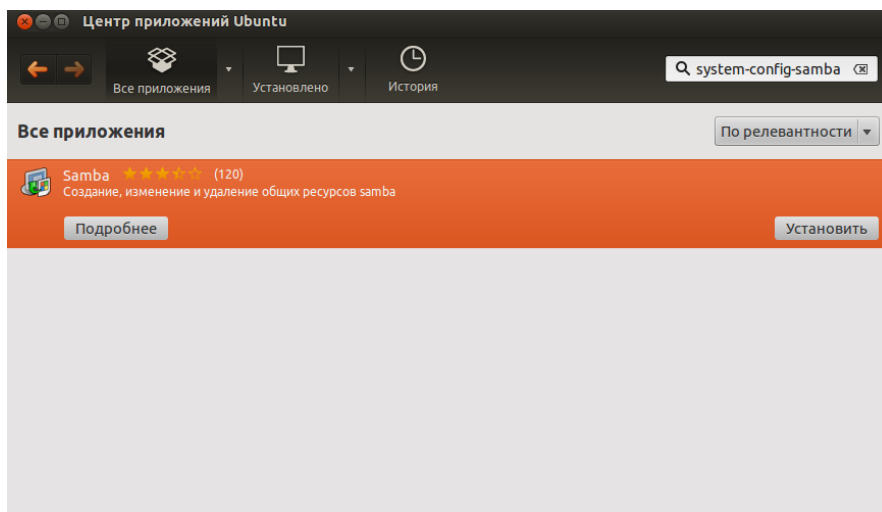 Центр приложений Ubuntu
Все приложения
Установлено
История
system-config-samba
Все приложения
По релевантности
Samba (120)
Создание, изменение и удаление общих ресурсов samba
Подробнее
Установить